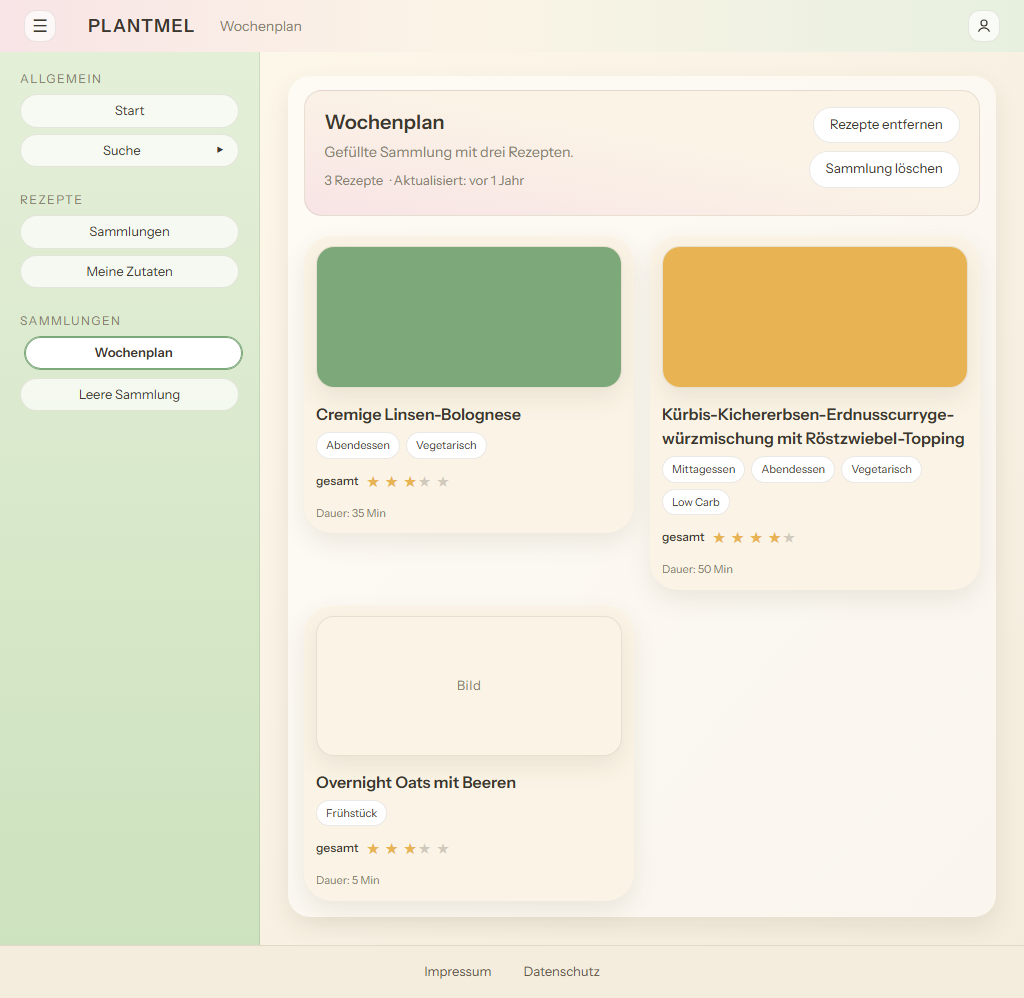 ☰
PLANTMEL
Wochenplan
ALLGEMEIN
Start
Suche ▸
REZEPTE
Sammlungen
Meine Zutaten
SAMMLUNGEN
Wochenplan
Leere Sammlung
Wochenplan
Gefüllte Sammlung mit drei Rezepten.
3 Rezepte · Aktualisiert: vor 1 Jahr
Rezepte entfernen
Sammlung löschen
Cremige Linsen-Bolognese
Abendessen Vegetarisch
gesamt ★ ★ ★ ★ ★
Dauer: 35 Min
Kürbis-Kichererbsen-Erdnusscurryge-
würzmischung mit Röstzwiebel-Topping
Mittagessen Abendessen Vegetarisch
Low Carb
gesamt ★ ★ ★ ★ ★
Dauer: 50 Min
Bild
Overnight Oats mit Beeren
Frühstück
gesamt ★ ★ ★ ★ ★
Dauer: 5 Min
Impressum Datenschutz